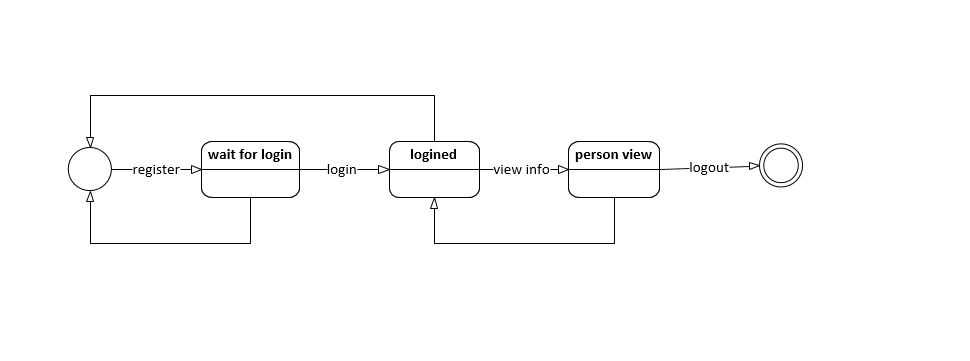 wait for login
logined
person view
register
login
view info
logout